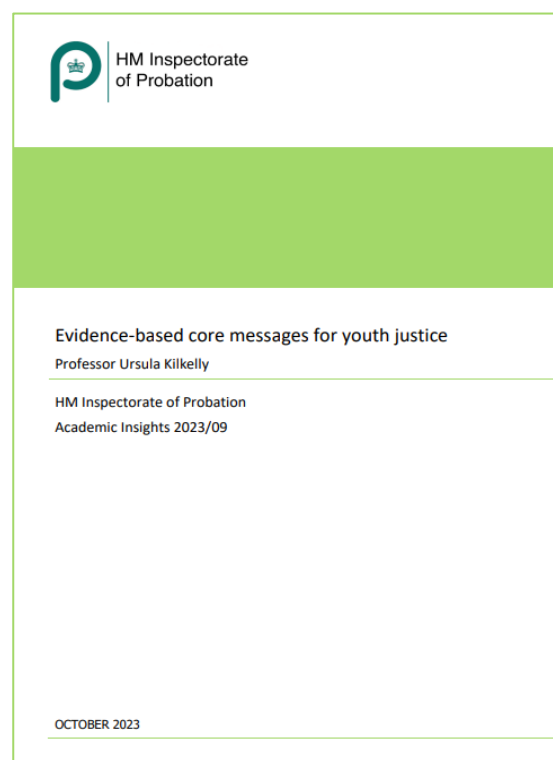 HM Inspectorate
of Probation
Evidence-based core messages for youth justice
Professor Ursula Kilkelly
HM Inspectorate of Probation
Academic Insights 2023/09
OCTOBER 2023